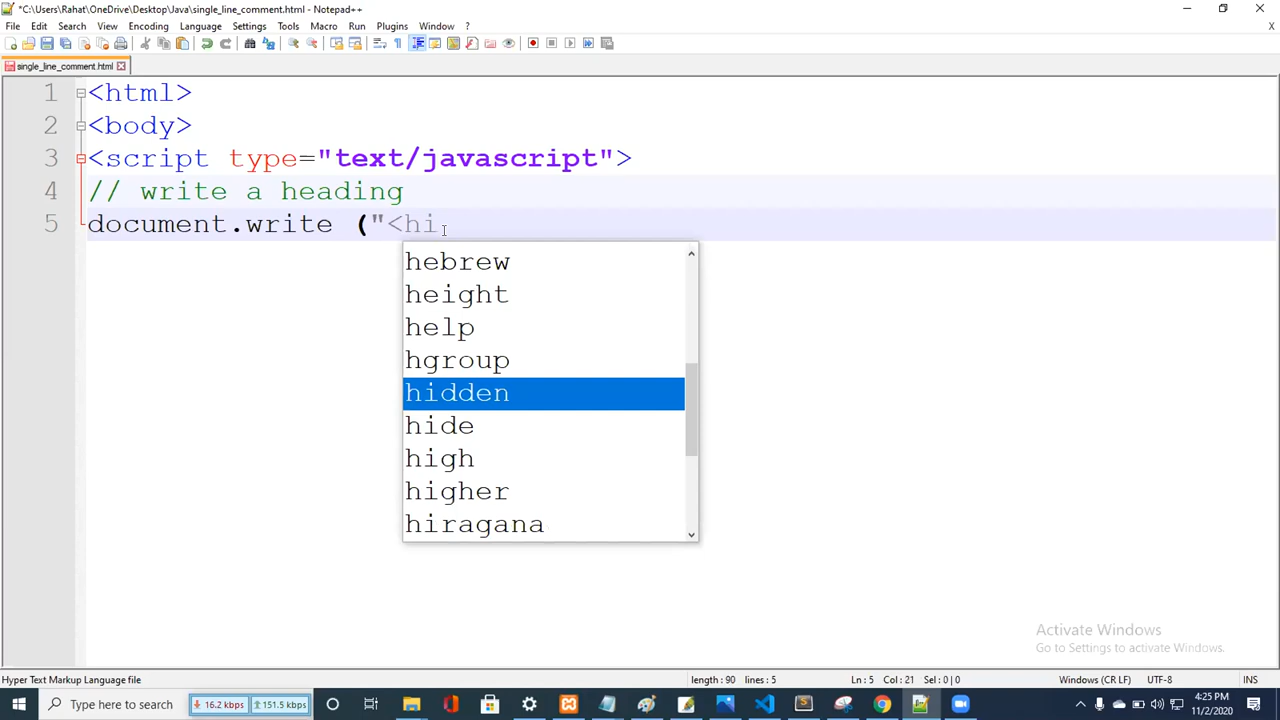 *C:\Users\Rahat\OneDrive\Desktop\Java\single_line_comment.html - Notepad++
File Edit Search View Encoding Language Settings Tools Macro Run Plugins Window ?
X
single_line_comment.html
1 <html>
2 <body>
3 <script type="text/javascript">
4 // write a heading
5 document.write ("<hi
hebrew
height
help
hgroup
hidden
hide
high
higher
hiragana
Activate Windows
Go to Settings to activate Windows.
Hyper Text Markup Language file length: 90 lines: 5 Ln: 5 Col: 21 Sel: 0 | 0 Windows (CR LF) UTF-8 INS
Type here to search 16.2 kbps 151.5 kbps 4:25 PM
11/2/2020